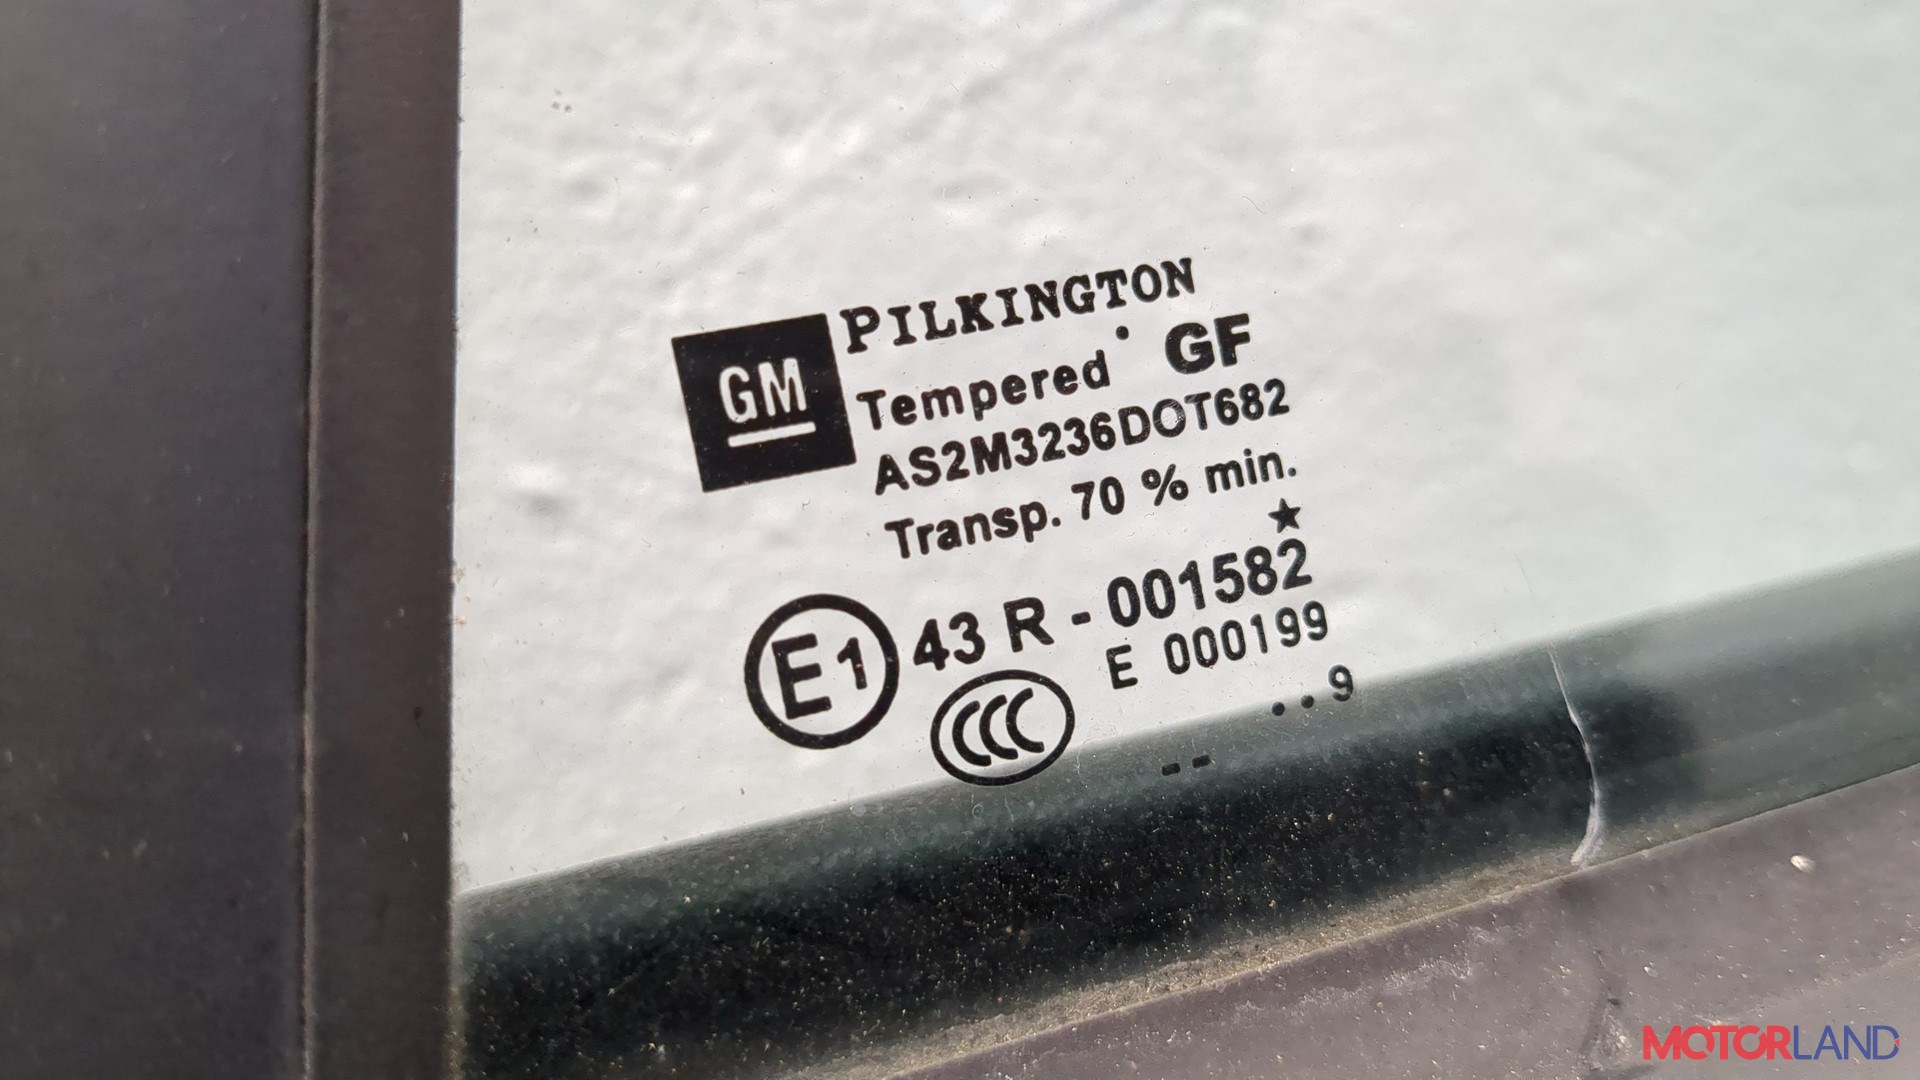 GM
PILKINGTON
Tempered GF
AS2M3236DOT682
Transp. 70 % min.
E1 43 R - 001582
CCC E 000199
. . 9
--
MOTORLAND